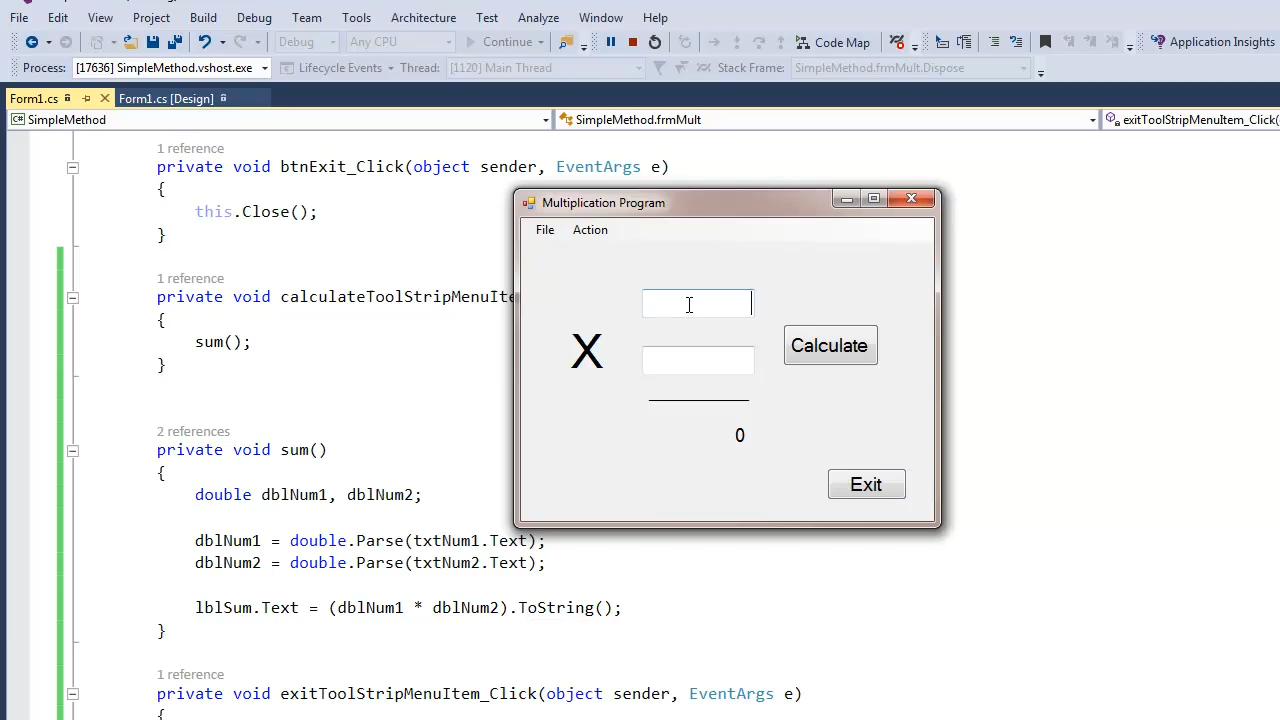 File Edit View Project Build Debug Team Tools Architecture Test Analyze Window Help
Debug Any CPU Continue Code Map Application Insights
Process: [17636] SimpleMethod.vshost.exe Lifecycle Events Thread: [1120] Main Thread Stack Frame: SimpleMethod.frmMult.Dispose
Form1.cs Form1.cs [Design]
C# SimpleMethod SimpleMethod.frmMult exitToolStripMenuItem_Click(
1 reference
private void btnExit_Click(object sender, EventArgs e)
{
this.Close();
}
1 reference
private void calculateToolStripMenuIte
{
sum();
}
2 references
private void sum()
{
double dblNum1, dblNum2;
dblNum1 = double.Parse(txtNum1.Text);
dblNum2 = double.Parse(txtNum2.Text);
lblSum.Text = (dblNum1 * dblNum2).ToString();
}
1 reference
private void exitToolStripMenuItem_Click(object sender, EventArgs e)
{
Multiplication Program
File Action
X
Calculate
0
Exit